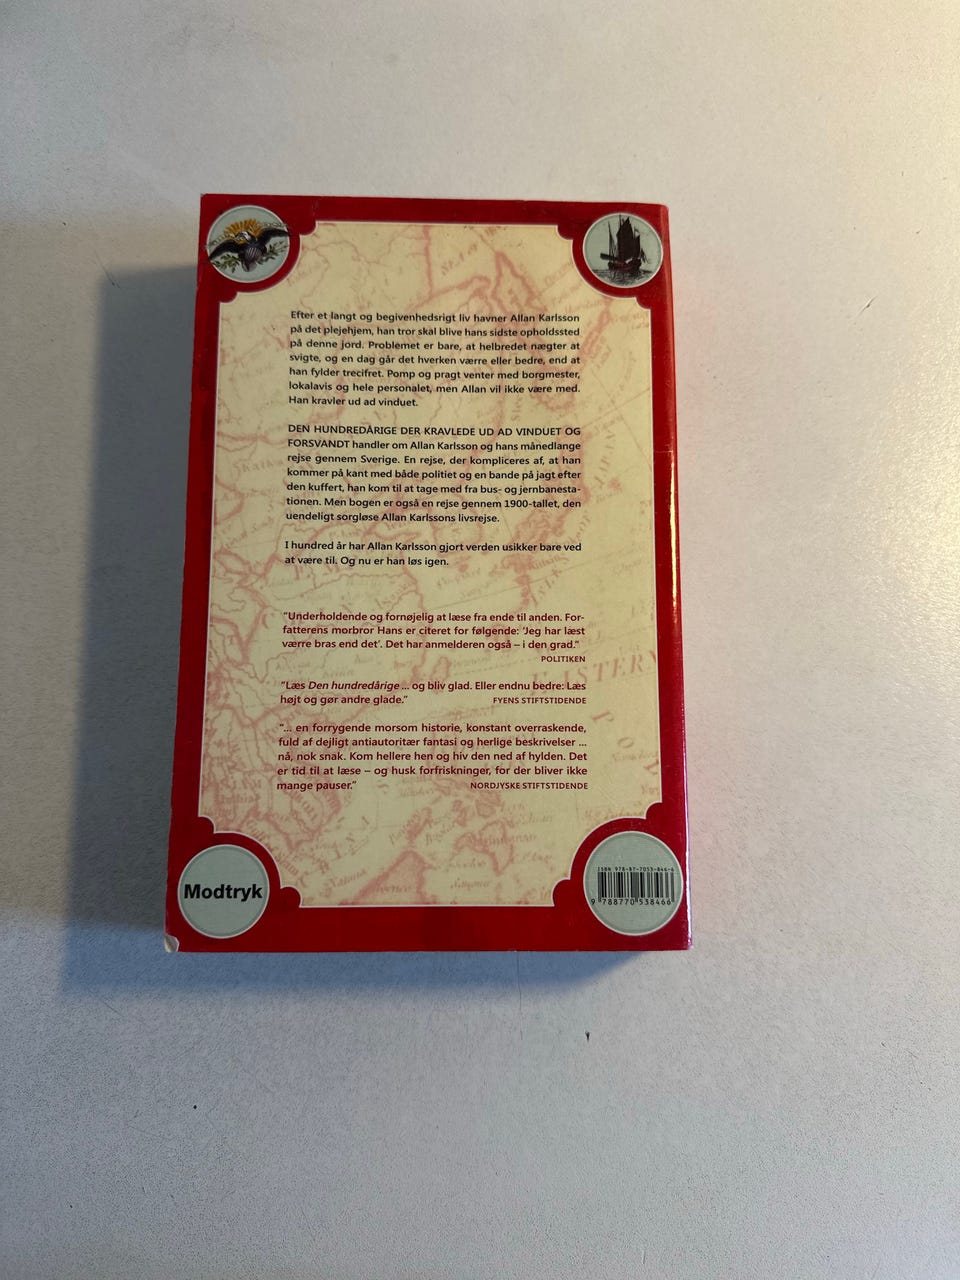 Efter et langt og begivenhedsrigt liv havner Allan Karlsson
på det plejehjem, han tror skal blive hans sidste opholdssted
på denne jord. Problemet er bare, at helbredet nægter at
svigte, og en dag går det hverken værre eller bedre, end at
han fylder trecifret. Pomp og pragt venter med borgmester,
lokalavis og hele personalet, men Allan vil ikke være med.
Han kravler ud ad vinduet.
DEN HUNDREDÅRIGE DER KRAVLEDE UD AD VINDUET OG
FORSVANDT handler om Allan Karlsson og hans månedlange
rejse gennem Sverige. En rejse, der kompliceres af, at han
kommer på kant med både politiet og en bande på jagt efter
den kuffert, han kom til at tage med fra bus- og jernbanesta-
tionen. Men bogen er også en rejse gennem 1900-tallet, den
uendeligt sorgløse Allan Karlssons livsrejse.
I hundred år har Allan Karlsson gjort verden usikker bare ved
at være til. Og nu er han løs igen.
"Underholdende og fornøjelig at læse fra ende til anden. For-
fatterens morbror Hans er citeret for følgende: 'Jeg har læst
værre bras end det'. Det har anmelderen også – i den grad."
POLITIKEN
"Læs Den hundredårige ... og bliv glad. Eller endnu bedre: Læs
højt og gør andre glade." FYENS STIFTSTIDENDE
"... en forrygende morsom historie, konstant overraskende,
fuld af dejligt antiautoritær fantasi og herlige beskrivelser ...
nå, nok snak. Kom hellere hen og hiv den ned af hylden. Det
er tid til at læse – og husk forfriskninger, for der bliver ikke
mange pauser." NORDJYSKE STIFTSTIDENDE
Modtryk
ISBN 978-87-7053-846-6
9 788770 538466